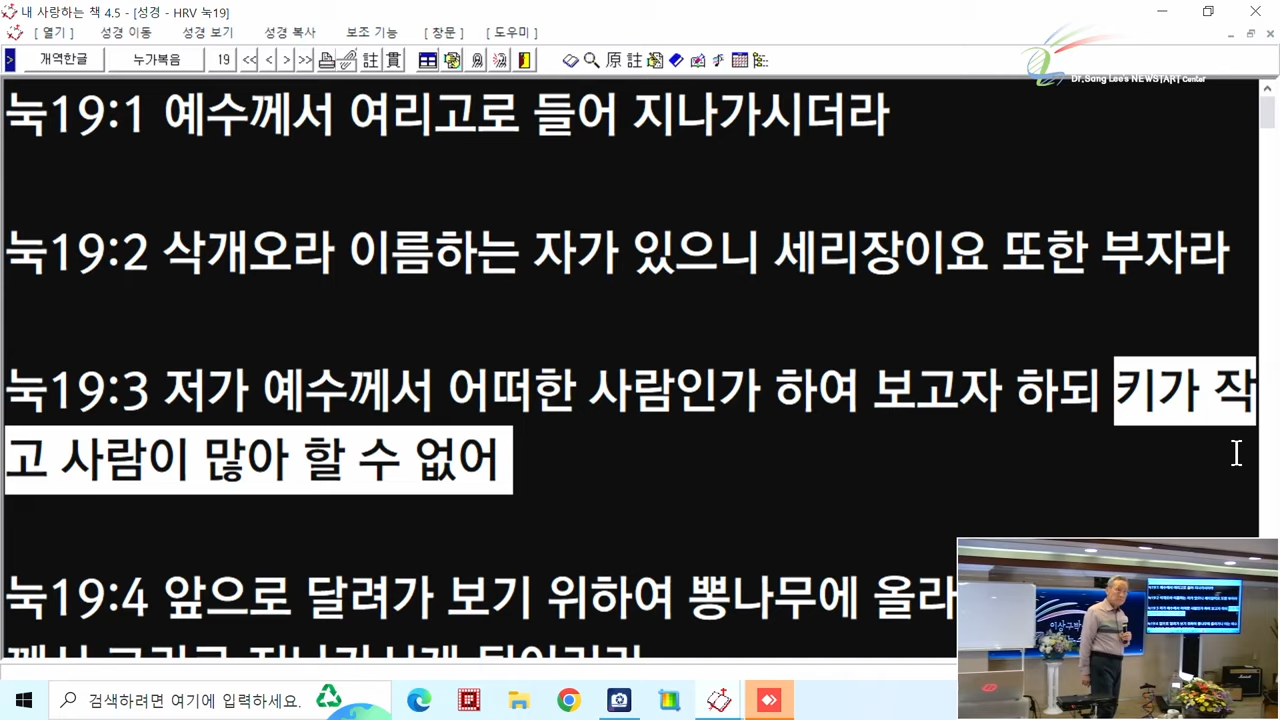 내 사랑하는 책 4.5 - [성경 - HRV 눅19]
[ 열기 ] 성경 이동 성경 보기 성경 복사 보조 기능 [ 창문 ] [ 도우미 ]
개역한글 누가복음 19 << < > >> 註 貫 原 註
Dr.Sang Lee's NEWSTART Center
눅19:1 예수께서 여리고로 들어 지나가시더라
눅19:2 삭개오라 이름하는 자가 있으니 세리장이요 또한 부자라
눅19:3 저가 예수께서 어떠한 사람인가 하여 보고자 하되 키가 작
고 사람이 많아 할 수 없어
눅19:4 앞으로 달려가 보기 위하여 뽕나무에 올라
검색하려면 여기에 입력하세요.